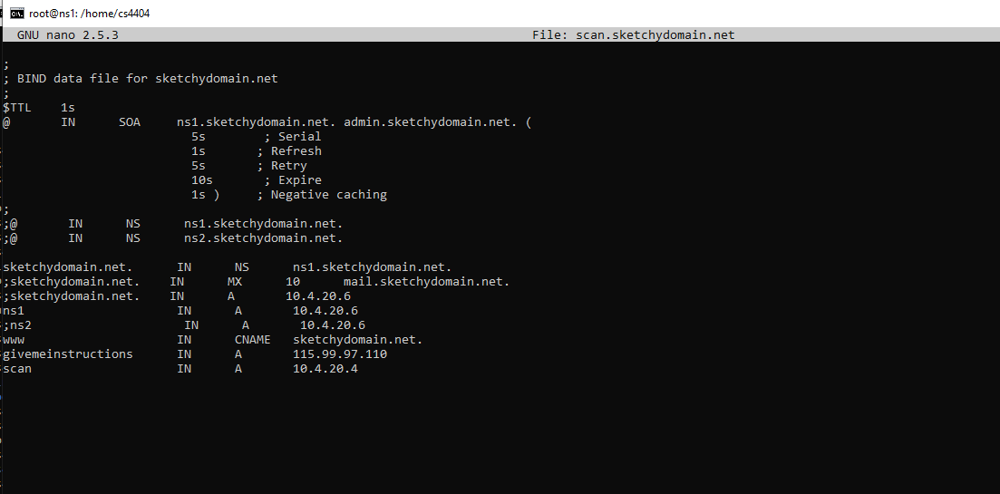 root@ns1: /home/cs4404
GNU nano 2.5.3 File: scan.sketchydomain.net
;
; BIND data file for sketchydomain.net
;
$TTL 1s
@ IN SOA ns1.sketchydomain.net. admin.sketchydomain.net. (
5s ; Serial
1s ; Refresh
5s ; Retry
10s ; Expire
1s ) ; Negative caching
;
;@ IN NS ns1.sketchydomain.net.
;@ IN NS ns2.sketchydomain.net.
sketchydomain.net. IN NS ns1.sketchydomain.net.
;sketchydomain.net. IN MX 10 mail.sketchydomain.net.
;sketchydomain.net. IN A 10.4.20.6
ns1 IN A 10.4.20.6
;ns2 IN A 10.4.20.6
www IN CNAME sketchydomain.net.
givemeinstructions IN A 115.99.97.110
scan IN A 10.4.20.4